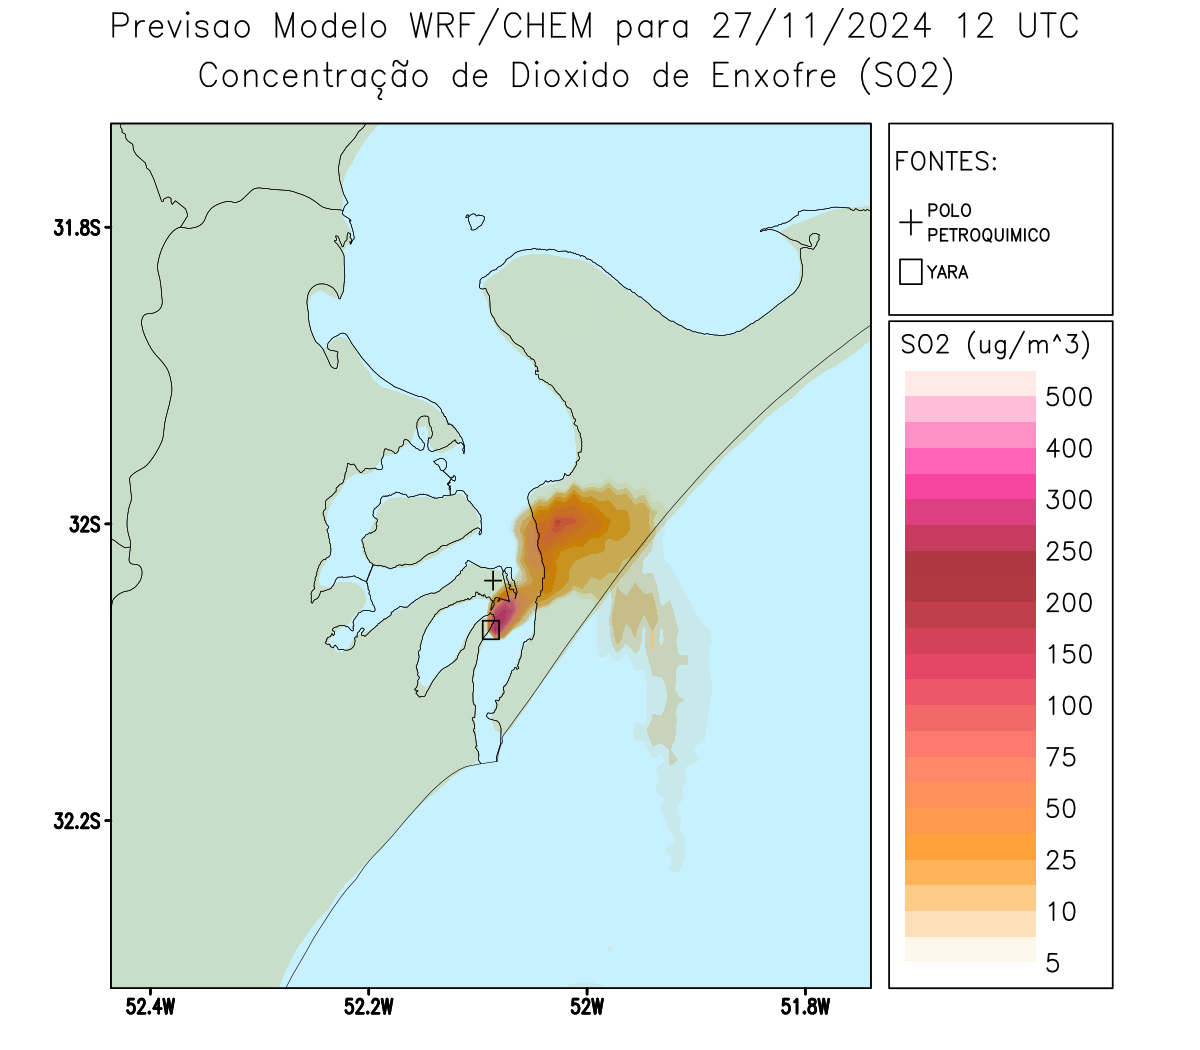 Previsao Modelo WRF/CHEM para 27/11/2024 12 UTC
Concentração de Dioxido de Enxofre (SO2)
FONTES:
POLO
PETROQUIMICO
YARA
31.8S
32S
32.2S
52.4W
52.2W
52W
51.8W
SO2 (ug/m^3)
500
400
300
250
200
150
100
75
50
25
10
5